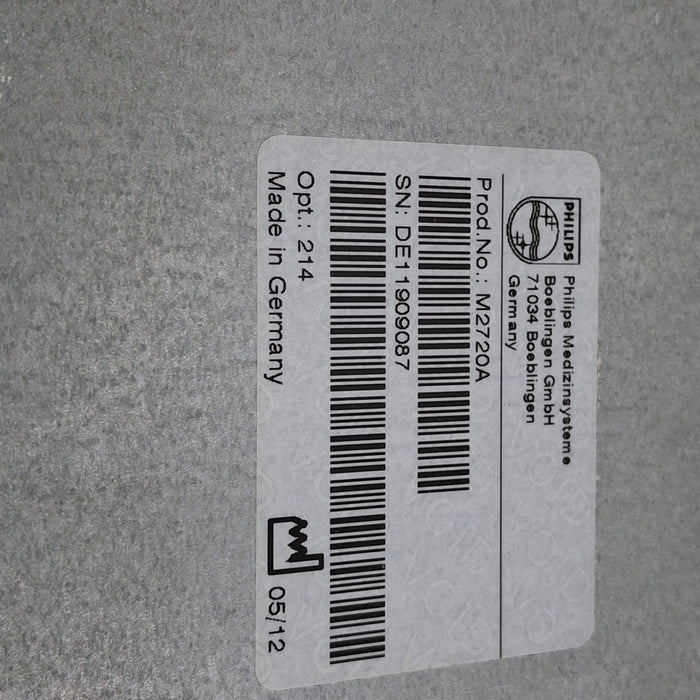 PHILIPS
Philips Medizinsysteme
Boeblingen GmbH
71034 Boeblingen
Germany
Prod.No.: M2720A
SN: DE11909087
Opt.: 214
Made in Germany
05/12